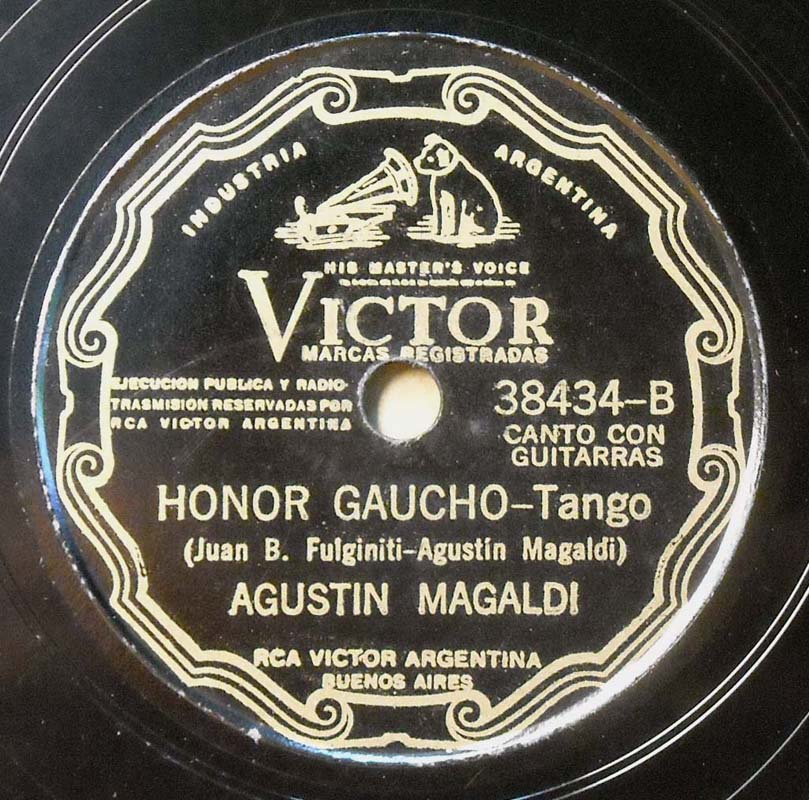 INDUSTRIA ARGENTINA
HIS MASTER'S VOICE
VICTOR
MARCAS REGISTRADAS
EJECUCION PUBLICA Y RADIO-
TRASMISION RESERVADAS POR
RCA VICTOR ARGENTINA
38434-B
CANTO CON
GUITARRAS
HONOR GAUCHO-Tango
(Juan B. Fulginiti-Agustín Magaldi)
AGUSTIN MAGALDI
RCA VICTOR ARGENTINA
BUENOS AIRES